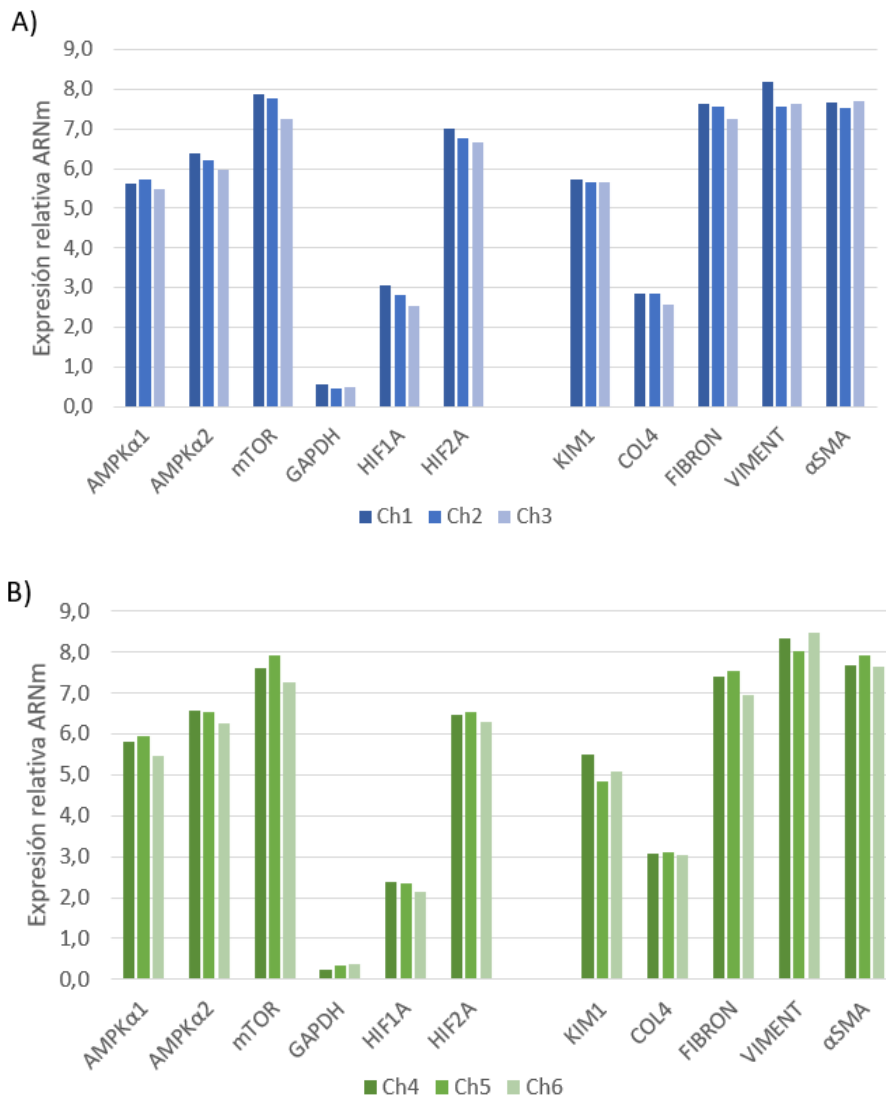 A)
Expresión relativa ARNm
9,0
8,0
7,0
6,0
5,0
4,0
3,0
2,0
1,0
0,0
AMPKα1
AMPKα2
mTOR
GAPDH
HIF1A
HIF2A
KIM1
COL4
FIBRON
VIMENT
αSMA
Ch1 Ch2 Ch3
B)
Expresión relativa ARNm
9,0
8,0
7,0
6,0
5,0
4,0
3,0
2,0
1,0
0,0
AMPKα1
AMPKα2
mTOR
GAPDH
HIF1A
HIF2A
KIM1
COL4
FIBRON
VIMENT
αSMA
Ch4 Ch5 Ch6